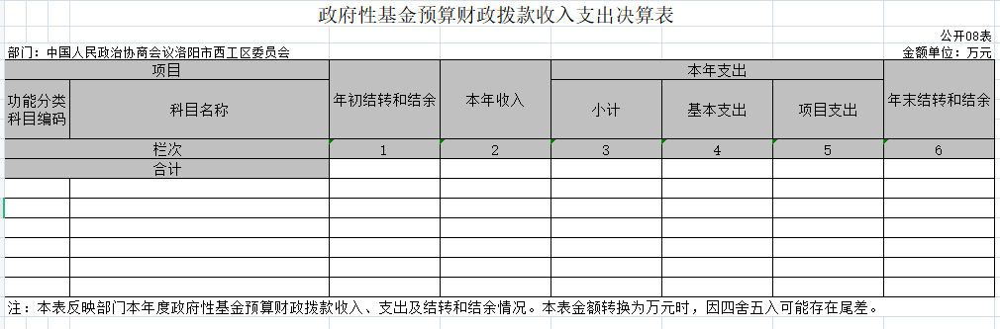 政府性基金预算财政拨款收入支出决算表
公开08表
部门：中国人民政治协商会议洛阳市西工区委员会
金额单位：万元
项目
年初结转和结余
本年收入
本年支出
年末结转和结余
功能分类
科目编码
科目名称
小计
基本支出
项目支出
栏次
1
2
3
4
5
6
合计
注：本表反映部门本年度政府性基金预算财政拨款收入、支出及结转和结余情况。本表金额转换为万元时，因四舍五入可能存在尾差。